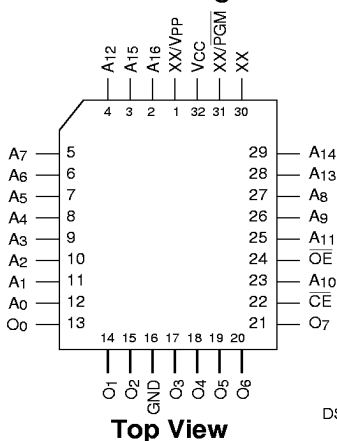 A12 A15 A16 XX/VPP VCC XX/PGM XX
4 3 2 1 32 31 30
A7 5 29 A14
A6 6 28 A13
A5 7 27 A8
A4 8 26 A9
A3 9 25 A11
A2 10 24 OE
A1 11 23 A10
A0 12 22 CE
O0 13 21 O7
14 15 16 17 18 19 20
O1 O2 GND O3 O4 O5 O6
DS
Top View